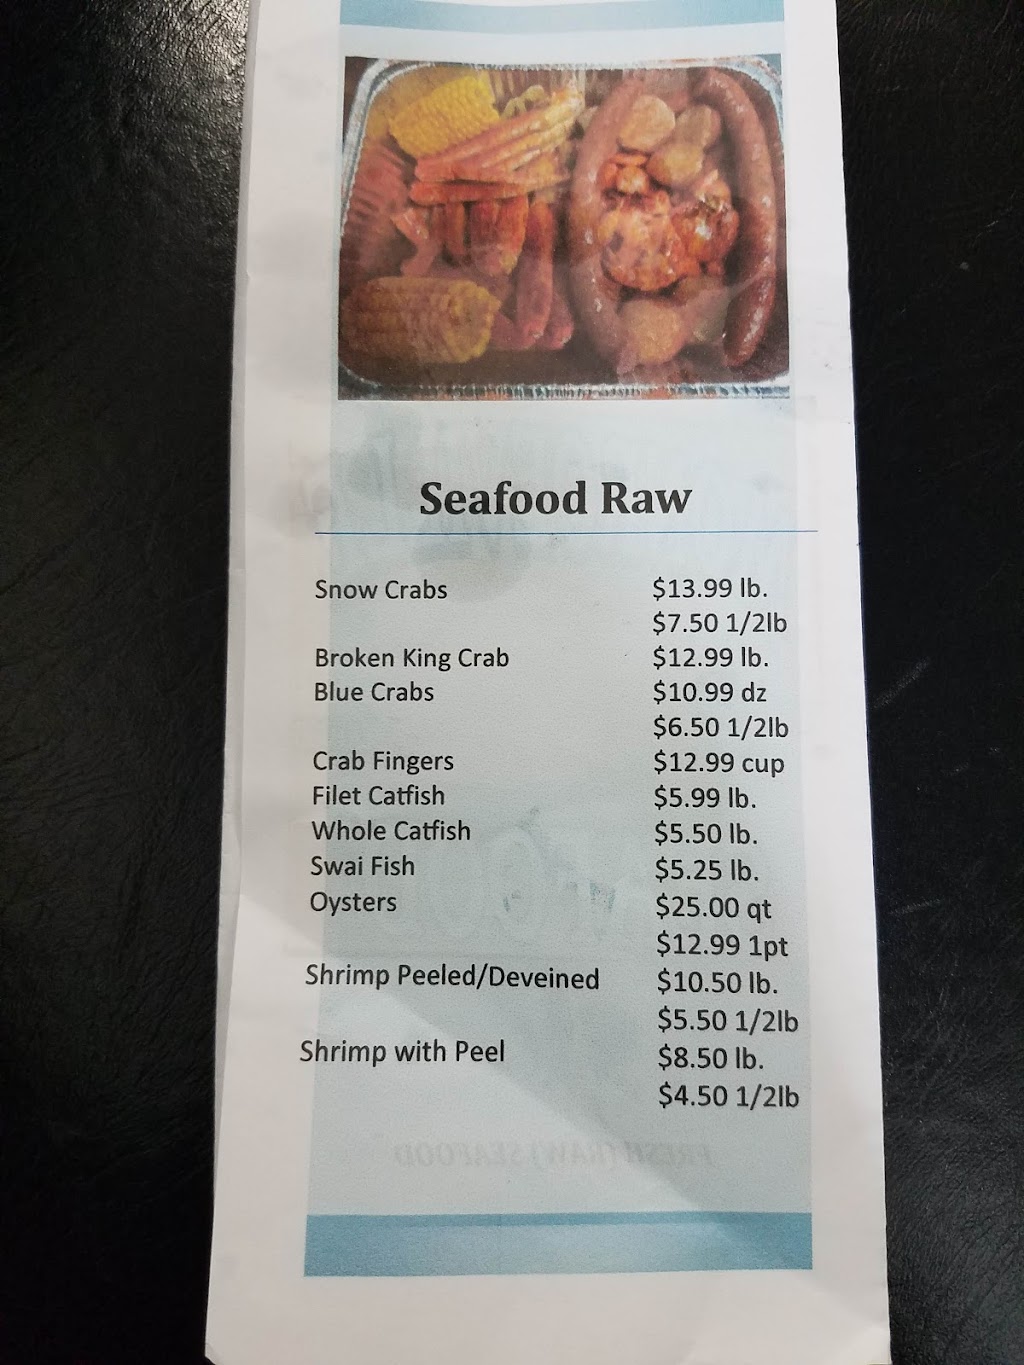 Seafood Raw
Snow Crabs $13.99 lb.
$7.50 1/2lb
Broken King Crab $12.99 lb.
Blue Crabs $10.99 dz
$6.50 1/2lb
Crab Fingers $12.99 cup
Filet Catfish $5.99 lb.
Whole Catfish $5.50 lb.
Swai Fish $5.25 lb.
Oysters $25.00 qt
$12.99 1pt
Shrimp Peeled/Deveined $10.50 lb.
$5.50 1/2lb
Shrimp with Peel $8.50 lb.
$4.50 1/2lb
FRESH (RAW) SEAFOOD